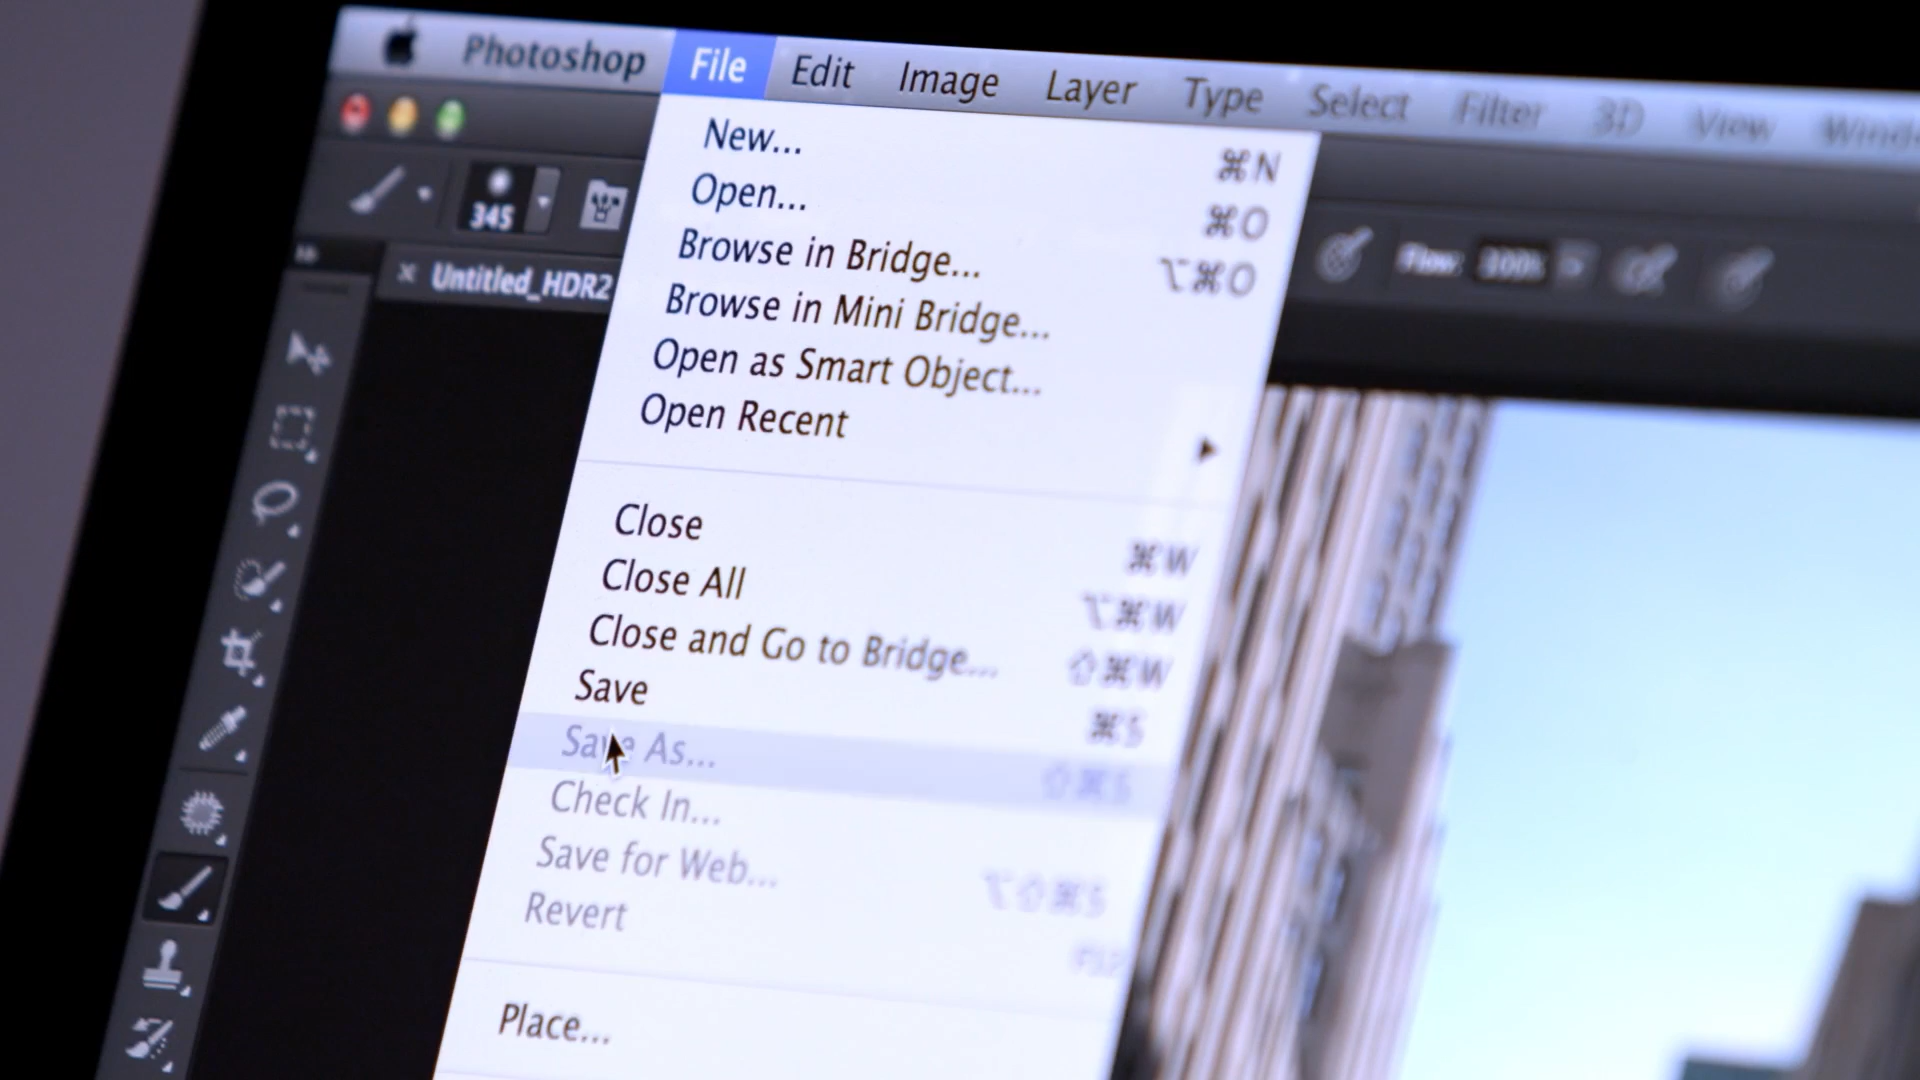 Photoshop File Edit Image Layer Type Select Filter 3D View
345
Flow:
Untitled_HDR2
New... ⌘N
Open... ⌘O
Browse in Bridge... ⌥⌘O
Browse in Mini Bridge...
Open as Smart Object...
Open Recent
Close ⌘W
Close All ⌥⌘W
Close and Go to Bridge... ⇧⌘W
Save ⌘S
Save As... ⇧⌘S
Check In...
Save for Web... ⌥⇧⌘S
Revert
Place...